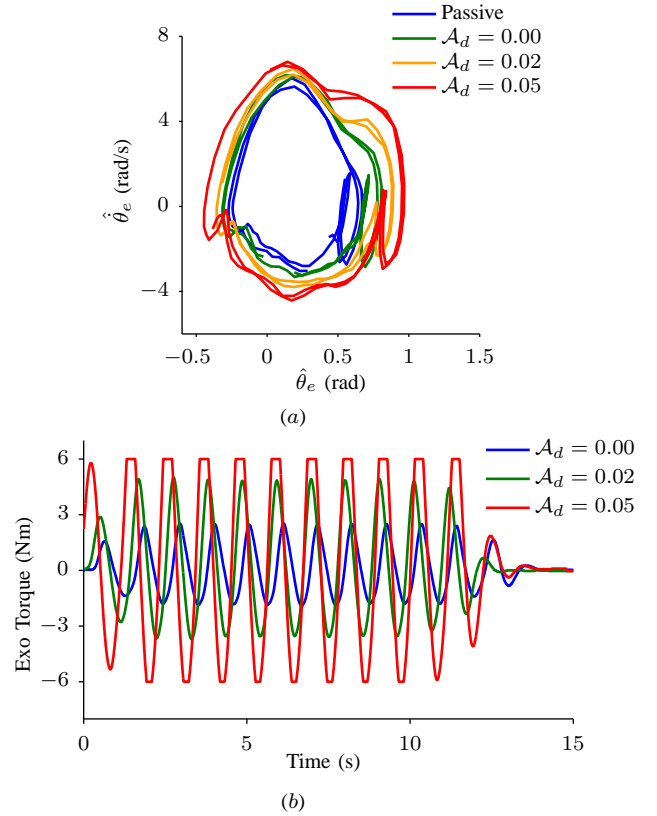 Passive
𝒜_d = 0.00
𝒜_d = 0.02
𝒜_d = 0.05
8
4
0
−4
−0.5 0 0.5 1 1.5
θ̂̇_e (rad/s)
θ̂_e (rad)
(a)
𝒜_d = 0.00
𝒜_d = 0.02
𝒜_d = 0.05
6
3
0
−3
−6
0 5 10 15
Exo Torque (Nm)
Time (s)
(b)